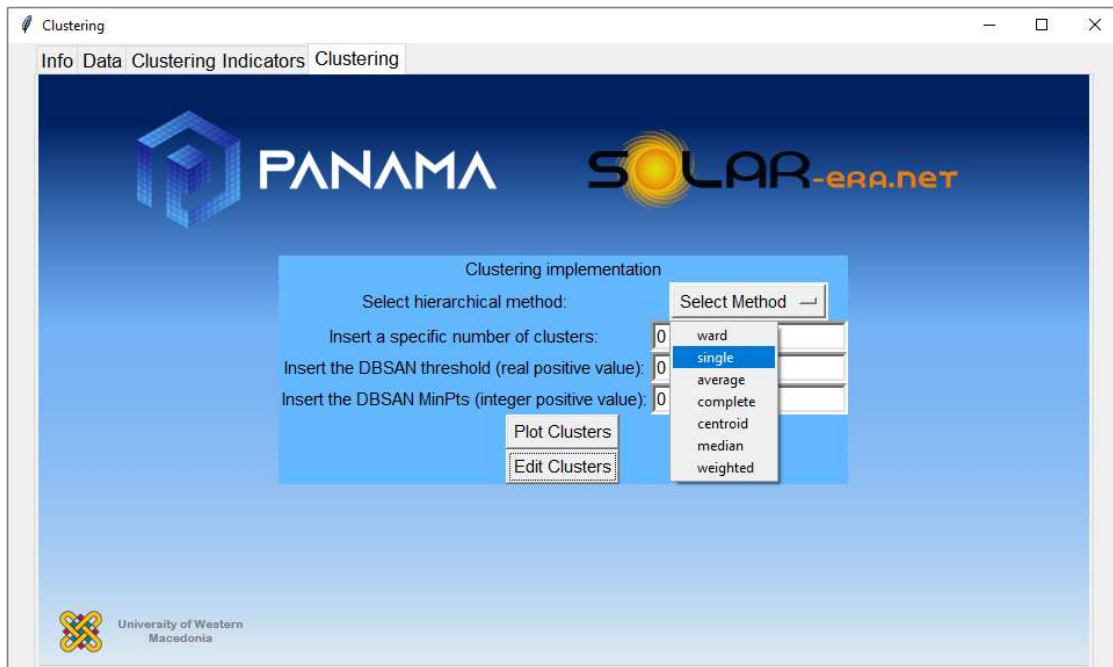 Clustering
Info Data Clustering Indicators Clustering
PANAMA
SOLAR-eRA.net
Clustering implementation
Select hierarchical method: Select Method
Insert a specific number of clusters: 0
Insert the DBSAN threshold (real positive value): 0
Insert the DBSAN MinPts (integer positive value): 0
ward
single
average
complete
centroid
median
weighted
Plot Clusters
Edit Clusters
University of Western
Macedonia